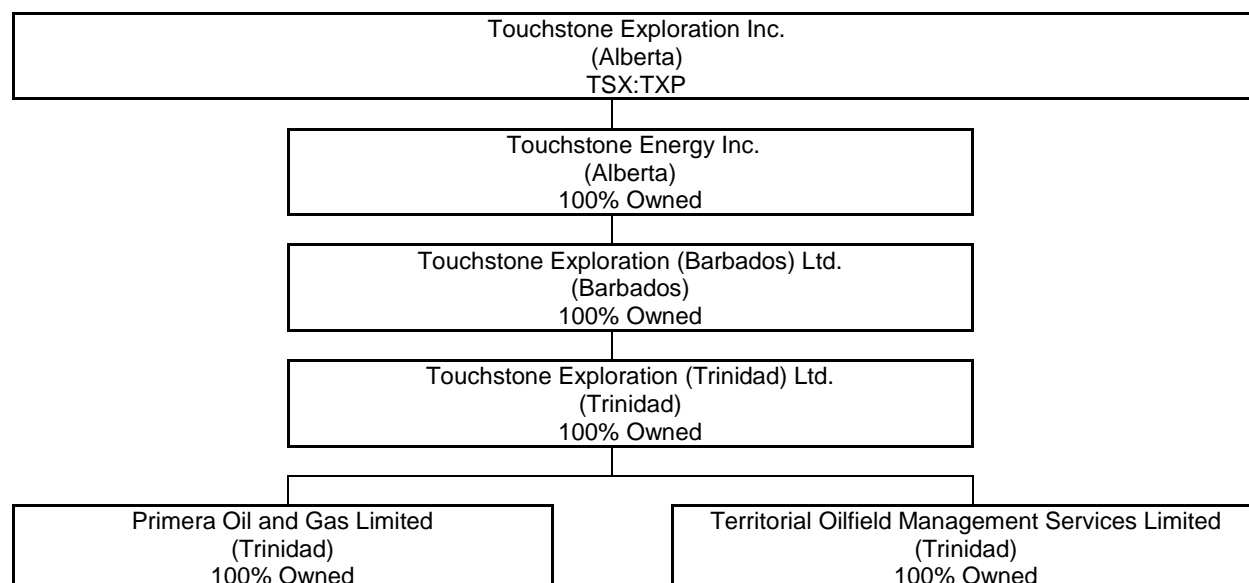 Touchstone Exploration Inc.
(Alberta)
TSX:TXP
Touchstone Energy Inc.
(Alberta)
100% Owned
Touchstone Exploration (Barbados) Ltd.
(Barbados)
100% Owned
Touchstone Exploration (Trinidad) Ltd.
(Trinidad)
100% Owned
Primera Oil and Gas Limited
(Trinidad)
100% Owned
Territorial Oilfield Management Services Limited
(Trinidad)
100% Owned